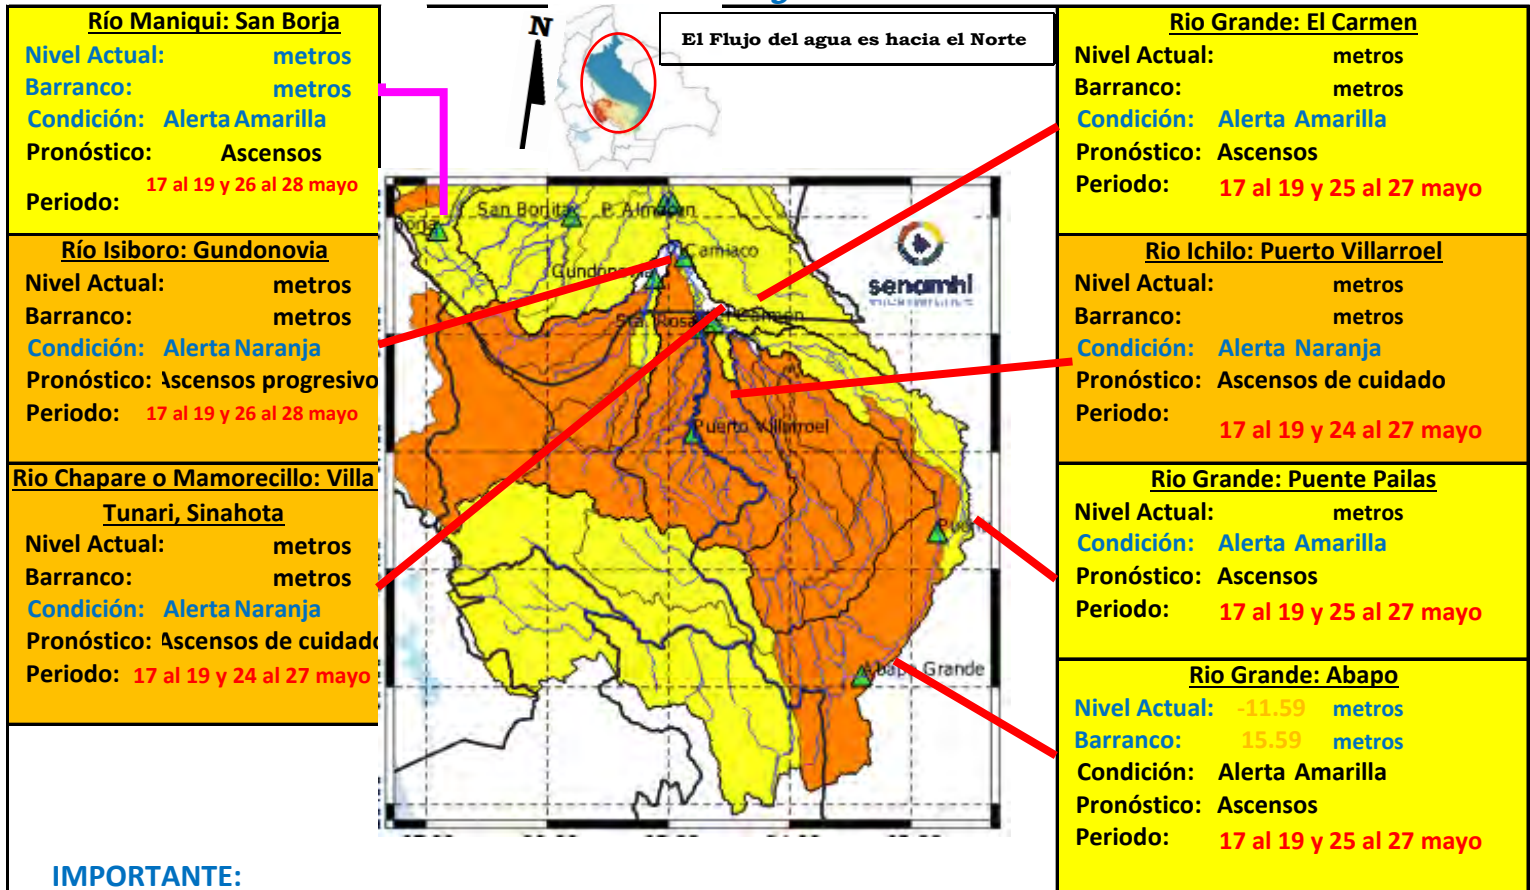 Río Maniqui: San Borja
Nivel Actual: metros
Barranco: metros
Condición: Alerta Amarilla
Pronóstico: Ascensos
Periodo: 17 al 19 y 26 al 28 mayo
Río Isiboro: Gundonovia
Nivel Actual: metros
Barranco: metros
Condición: Alerta Naranja
Pronóstico: Ascensos progresivo
Periodo: 17 al 19 y 26 al 28 mayo
Rio Chapare o Mamorecillo: Villa
Tunari, Sinahota
Nivel Actual: metros
Barranco: metros
Condición: Alerta Naranja
Pronóstico: Ascensos de cuidado
Periodo: 17 al 19 y 24 al 27 mayo
IMPORTANTE:
N
El Flujo del agua es hacia el Norte
San Borjita
Camiaco
senamhi
Sta. Rosa
Puerto Villarroel
Abapo Grande
Rio Grande: El Carmen
Nivel Actual: metros
Barranco: metros
Condición: Alerta Amarilla
Pronóstico: Ascensos
Periodo: 17 al 19 y 25 al 27 mayo
Rio Ichilo: Puerto Villarroel
Nivel Actual: metros
Barranco: metros
Condición: Alerta Naranja
Pronóstico: Ascensos de cuidado
Periodo: 17 al 19 y 24 al 27 mayo
Rio Grande: Puente Pailas
Nivel Actual: metros
Condición: Alerta Amarilla
Pronóstico: Ascensos
Periodo: 17 al 19 y 25 al 27 mayo
Rio Grande: Abapo
Nivel Actual: -11.59 metros
Barranco: 15.59 metros
Condición: Alerta Amarilla
Pronóstico: Ascensos
Periodo: 17 al 19 y 25 al 27 mayo